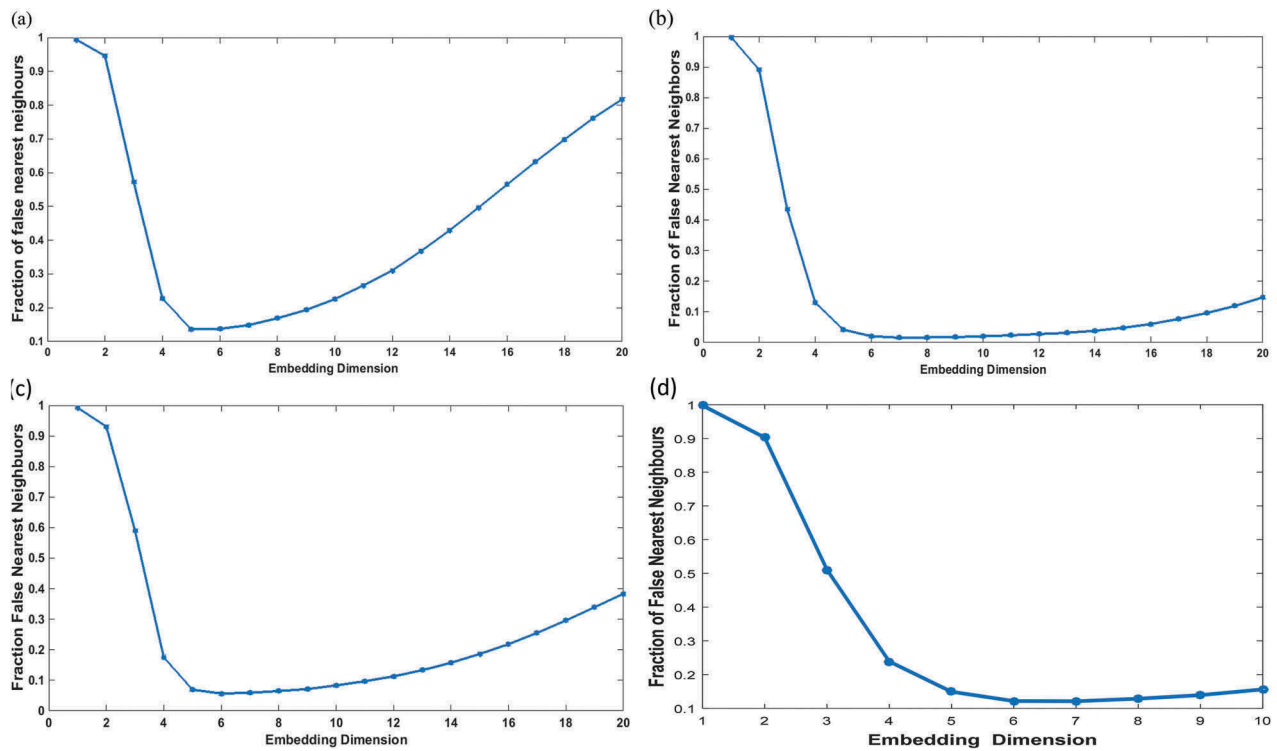 (a)
Fraction of false nearest neighours
1
0.9
0.8
0.7
0.6
0.5
0.4
0.3
0.2
0.1
0 2 4 6 8 10 12 14 16 18 20
Embedding Dimension
(b)
Fraction of False Nearest Neighbors
1
0.9
0.8
0.7
0.6
0.5
0.4
0.3
0.2
0.1
0
0 2 4 6 8 10 12 14 16 18 20
Embedding Dimension
(c)
Fraction False Nearest Neighbuors
1
0.9
0.8
0.7
0.6
0.5
0.4
0.3
0.2
0.1
0
0 2 4 6 8 10 12 14 16 18 20
Embedding Dimension
(d)
Fraction of False Nearest Neighbours
1
0.9
0.8
0.7
0.6
0.5
0.4
0.3
0.2
0.1
1 2 3 4 5 6 7 8 9 10
Embedding Dimension